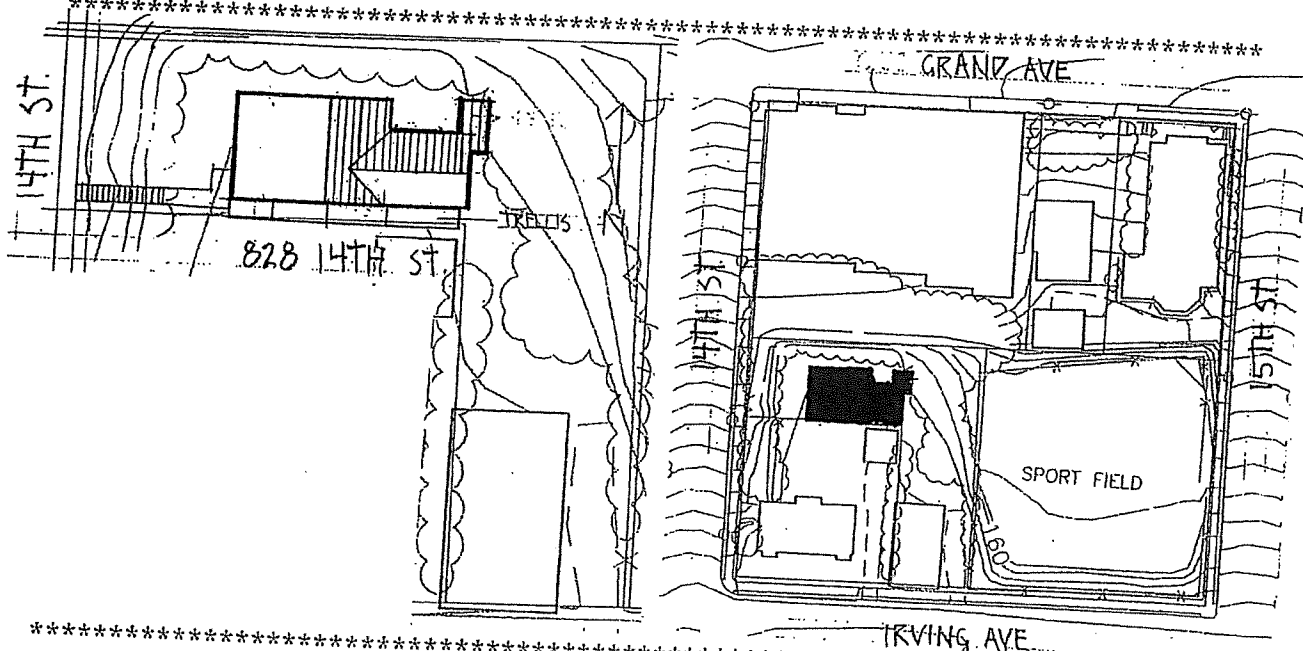 ************************************************************************************
GRAND AVE
14TH ST.
TRELLIS
828 14TH ST.
14TH ST.
15TH ST.
SPORT FIELD
160
IRVING AVE.
************************************************************